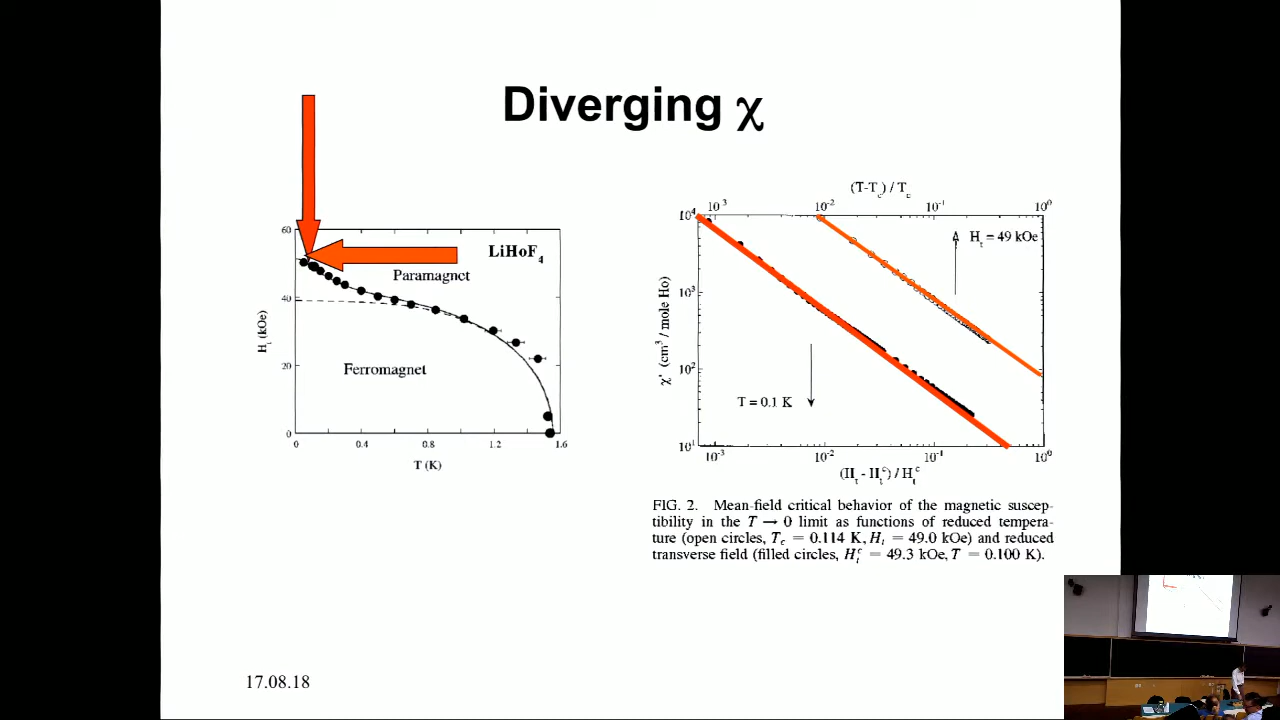 Diverging χ
60
40
20
0
H_t (kOe)
LiHoF₄
Paramagnet
Ferromagnet
0 0.4 0.8 1.2 1.6
T (K)
(T-T_c) / T_c
10³ 10⁻² 10⁻¹ 10⁰
10⁴
10³
10²
10¹
χ' (cm³ / mole Ho)
H_t = 49 kOe
T = 0.1 K
10⁻³ 10⁻² 10⁻¹ 10⁰
(H_t - H_t^c) / H_t^c
FIG. 2. Mean-field critical behavior of the magnetic suscep-
tibility in the T → 0 limit as functions of reduced tempera-
ture (open circles, T_c = 0.114 K, H_t = 49.0 kOe) and reduced
transverse field (filled circles, H_t^c = 49.3 kOe, T = 0.100 K).
17.08.18